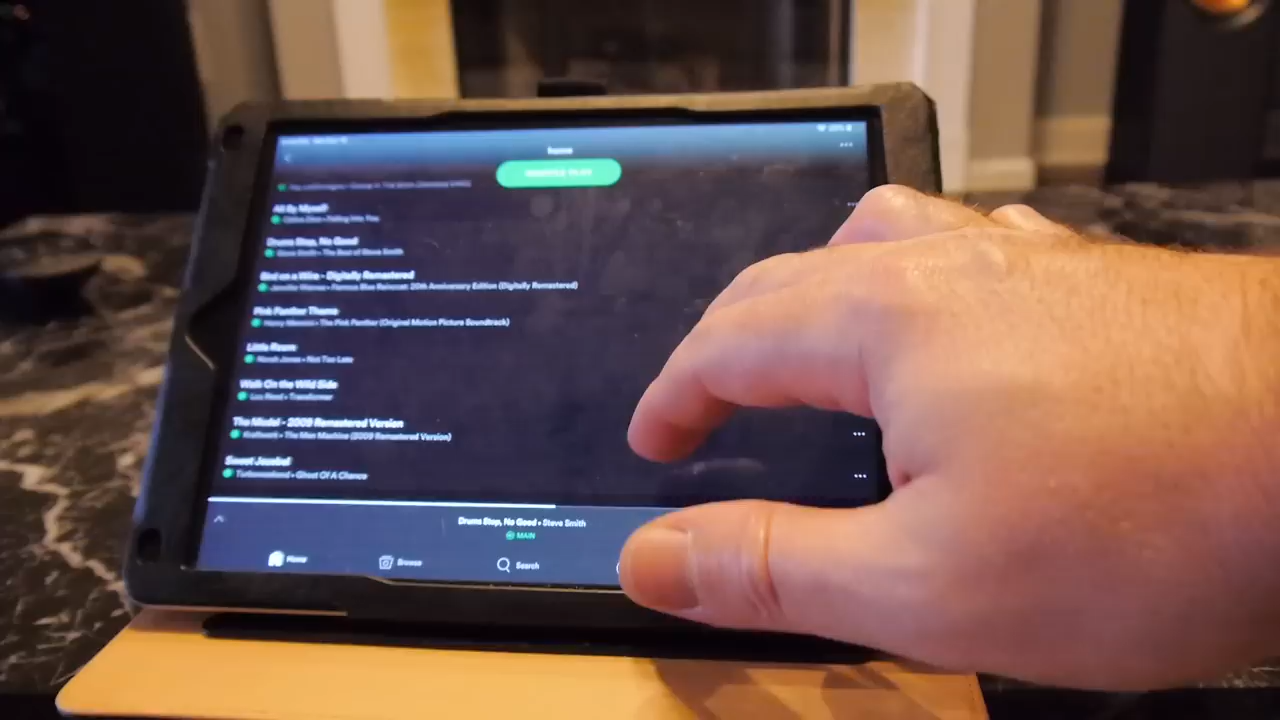 home
SHUFFLE PLAY
All By Myself
Céline Dion • Falling Into You
Drums Stop, No Good
Steve Smith • The Best of Steve Smith
Bird on a Wire - Digitally Remastered
Jennifer Warnes • Famous Blue Raincoat: 20th Anniversary Edition (Digitally Remastered)
Pink Panther Theme
Henry Mancini • The Pink Panther (Original Motion Picture Soundtrack)
Little Room
Norah Jones • Not Too Late
Walk On the Wild Side
Lou Reed • Transformer
The Model - 2009 Remastered Version
Kraftwerk • The Man Machine (2009 Remastered Version)
Sweet Jezebel
Ghost Of A Chance
Drums Stop, No Good • Steve Smith
MAIN
Home
Browse
Search